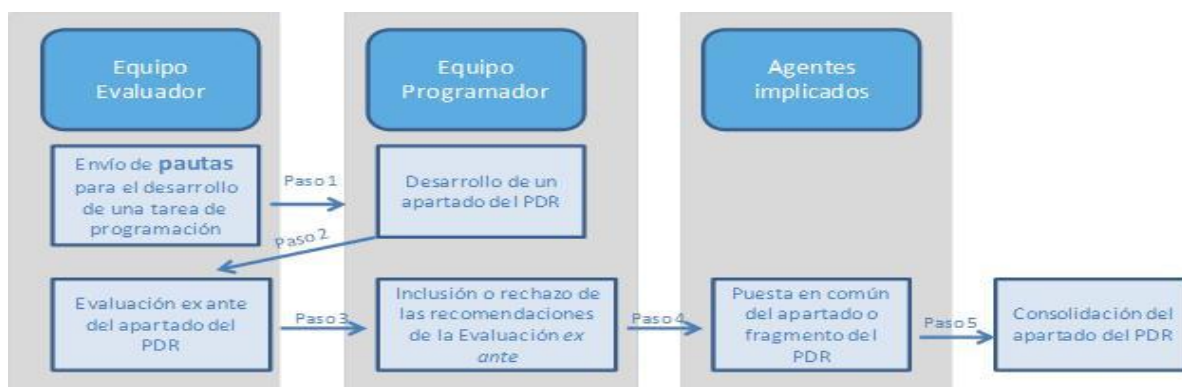 Equipo
Evaluador
Equipo
Programador
Agentes
implicados
Envío de pautas
para el desarrollo
de una tarea de
programación
Paso 1
Desarrollo de un
apartado del PDR
Paso 2
Evaluación ex ante
del apartado del
PDR
Paso 3
Inclusión o rechazo de
las recomendaciones
de la Evaluación ex
ante
Paso 4
Puesta en común
del apartado o
fragmento del
PDR
Paso 5
Consolidación del
apartado del PDR